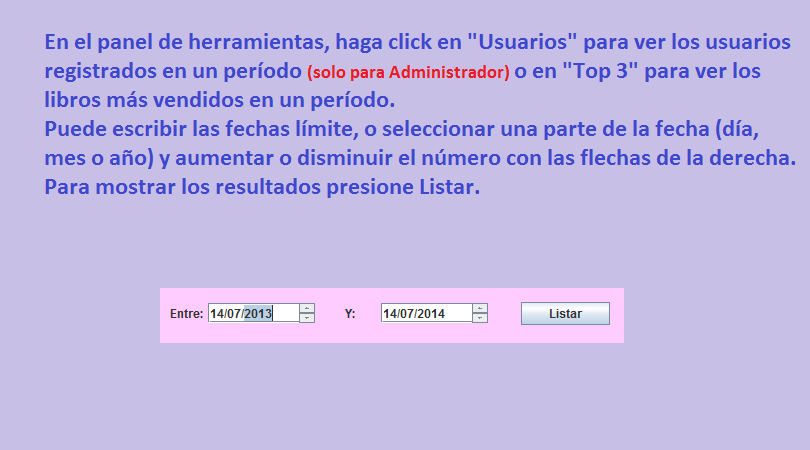 En el panel de herramientas, haga click en "Usuarios" para ver los usuarios
registrados en un período (solo para Administrador) o en "Top 3" para ver los
libros más vendidos en un período.
Puede escribir las fechas límite, o seleccionar una parte de la fecha (día,
mes o año) y aumentar o disminuir el número con las flechas de la derecha.
Para mostrar los resultados presione Listar.
Entre: 14/07/2013 Y: 14/07/2014 Listar